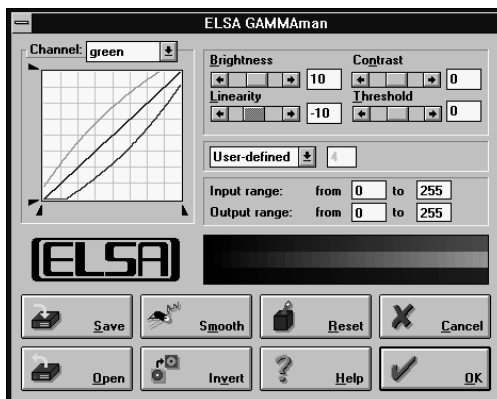 ELSA GAMMAman
Channel: green
Brightness
10
Contrast
0
Linearity
-10
Threshold
0
User-defined
4
Input range: from 0 to 255
Output range: from 0 to 255
ELSA
Save
Smooth
Reset
Cancel
Open
Invert
Help
OK